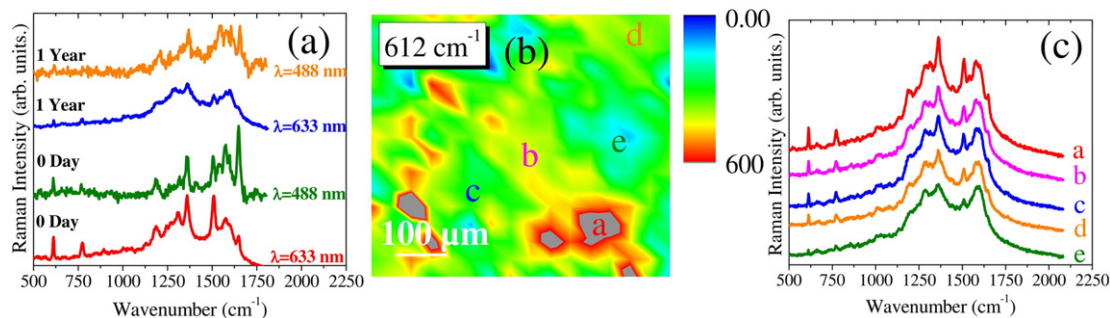 (a)
1 Year
λ=488 nm
1 Year
λ=633 nm
0 Day
λ=488 nm
0 Day
λ=633 nm
Raman Intensity (arb. units.)
500 750 1000 1250 1500 1750 2000 2250
Wavenumber (cm⁻¹)
612 cm⁻¹
(b)
d
e
b
c
a
100 µm
0.00
600
(c)
a
b
c
d
e
Raman Intensity (arb. units.)
500 750 1000 1250 1500 1750 2000 2250
Wavenumber (cm⁻¹)